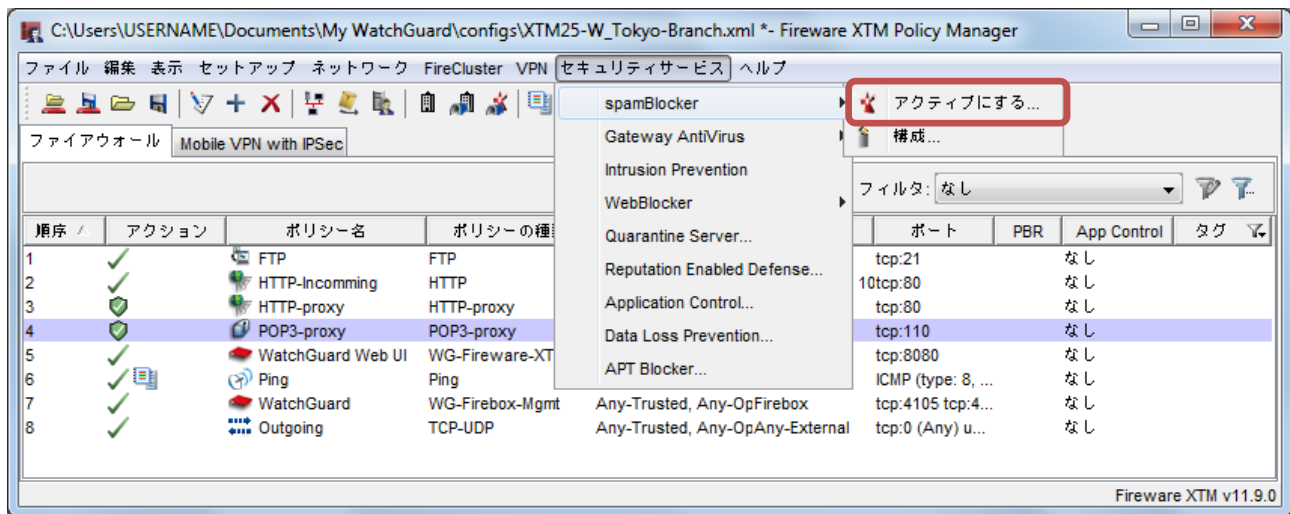 C:\Users\USERNAME\Documents\My WatchGuard\configs\XTM25-W_Tokyo-Branch.xml *- Fireware XTM Policy Manager
ファイル 編集 表示 セットアップ ネットワーク FireCluster VPN セキュリティサービス ヘルプ
spamBlocker
アクティブにする...
構成...
Gateway AntiVirus
Intrusion Prevention
WebBlocker
Quarantine Server...
Reputation Enabled Defense...
Application Control...
Data Loss Prevention...
APT Blocker...
ファイアウォール Mobile VPN with IPSec
フィルタ: なし
順序 アクション ポリシー名 ポリシーの種 ポート PBR App Control タグ
1 FTP FTP tcp:21 なし
2 HTTP-Incomming HTTP 10tcp:80 なし
3 HTTP-proxy HTTP-proxy tcp:80 なし
4 POP3-proxy POP3-proxy tcp:110 なし
5 WatchGuard Web UI WG-Fireware-XT tcp:8080 なし
6 Ping Ping ICMP (type: 8, ... なし
7 WatchGuard WG-Firebox-Mgmt Any-Trusted, Any-OpFirebox tcp:4105 tcp:4... なし
8 Outgoing TCP-UDP Any-Trusted, Any-OpAny-External tcp:0 (Any) u... なし
Fireware XTM v11.9.0